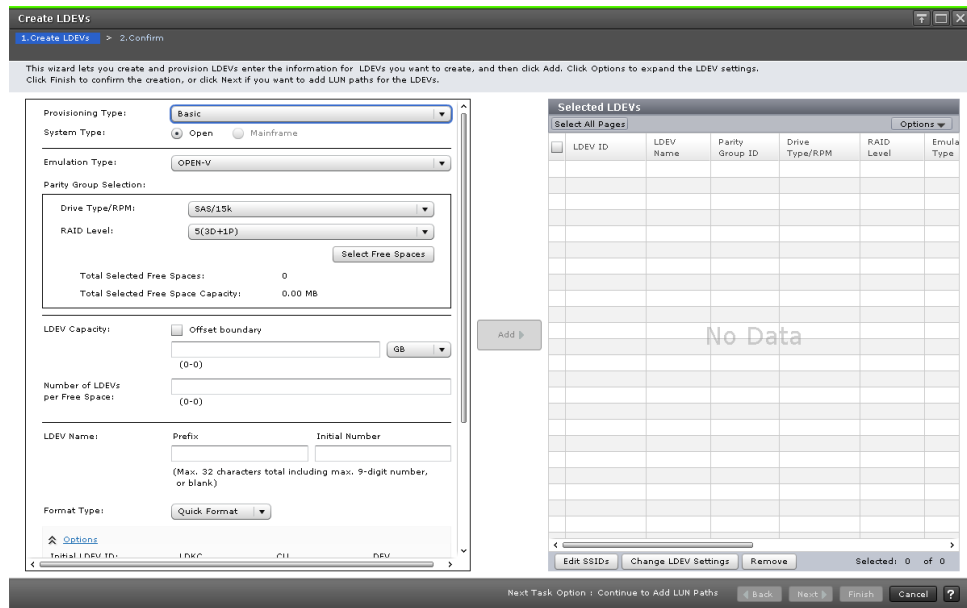 Create LDEVs
1.Create LDEVs > 2.Confirm
This wizard lets you create and provision LDEVs enter the information for LDEVs you want to create, and then click Add. Click Options to expand the LDEV settings.
Click Finish to confirm the creation, or click Next if you want to add LUN paths for the LDEVs.
Provisioning Type: Basic
System Type: Open Mainframe
Emulation Type: OPEN-V
Parity Group Selection:
Drive Type/RPM: SAS/15k
RAID Level: 5(3D+1P)
Select Free Spaces
Total Selected Free Spaces: 0
Total Selected Free Space Capacity: 0.00 MB
LDEV Capacity: Offset boundary
GB
(0-0)
Number of LDEVs
per Free Space:
(0-0)
LDEV Name: Prefix Initial Number
(Max. 32 characters total including max. 9-digit number,
or blank)
Format Type: Quick Format
Options
Initial LDEV ID: LDKC CU DEV
Add
Selected LDEVs
Select All Pages Options
LDEV ID LDEV Name Parity Group ID Drive Type/RPM RAID Level Emula Type
No Data
Edit SSIDs Change LDEV Settings Remove Selected: 0 of 0
Next Task Option : Continue to Add LUN Paths Back Next Finish Cancel ?